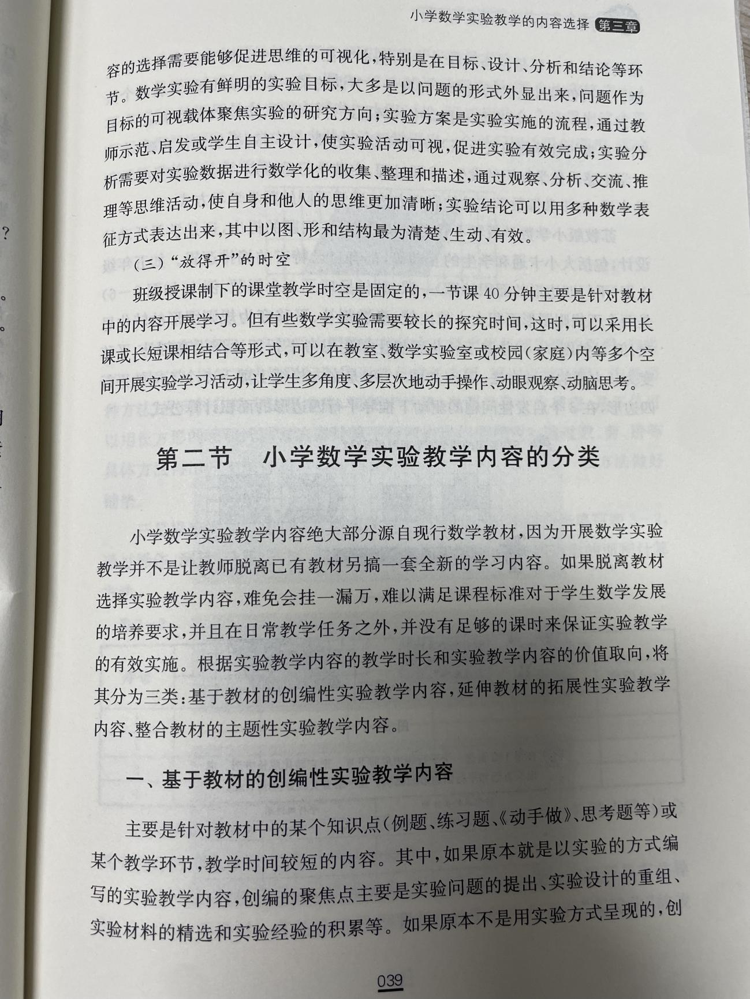 小学数学实验教学的内容选择 第三章
容的选择需要能够促进思维的可视化,特别是在目标、设计、分析和结论等环
节。数学实验有鲜明的实验目标,大多是以问题的形式外显出来,问题作为
目标的可视载体聚焦实验的研究方向;实验方案是实验实施的流程,通过教
师示范、启发或学生自主设计,使实验活动可视,促进实验有效完成;实验分
析需要对实验数据进行数学化的收集、整理和描述,通过观察、分析、交流、推
理等思维活动,使自身和他人的思维更加清晰;实验结论可以用多种数学表
征方式表达出来,其中以图、形和结构最为清楚、生动、有效。
(三)“放得开”的时空
班级授课制下的课堂教学时空是固定的,一节课 40 分钟主要是针对教材
中的内容开展学习。但有些数学实验需要较长的探究时间,这时,可以采用长
课或长短课相结合等形式,可以在教室、数学实验室或校园(家庭)内等多个空
间开展实验学习活动,让学生多角度、多层次地动手操作、动眼观察、动脑思考。
第二节 小学数学实验教学内容的分类
小学数学实验教学内容绝大部分源自现行数学教材,因为开展数学实验
教学并不是让教师脱离已有教材另搞一套全新的学习内容。如果脱离教材
选择实验教学内容,难免会挂一漏万,难以满足课程标准对于学生数学发展
的培养要求,并且在日常教学任务之外,并没有足够的课时来保证实验教学
的有效实施。根据实验教学内容的教学时长和实验教学内容的价值取向,将
其分为三类:基于教材的创编性实验教学内容,延伸教材的拓展性实验教学
内容、整合教材的主题性实验教学内容。
一、基于教材的创编性实验教学内容
主要是针对教材中的某个知识点(例题、练习题、《动手做》、思考题等)或
某个教学环节,教学时间较短的内容。其中,如果原本就是以实验的方式编
写的实验教学内容,创编的聚焦点主要是实验问题的提出、实验设计的重组、
实验材料的精选和实验经验的积累等。如果原本不是用实验方式呈现的,创
039